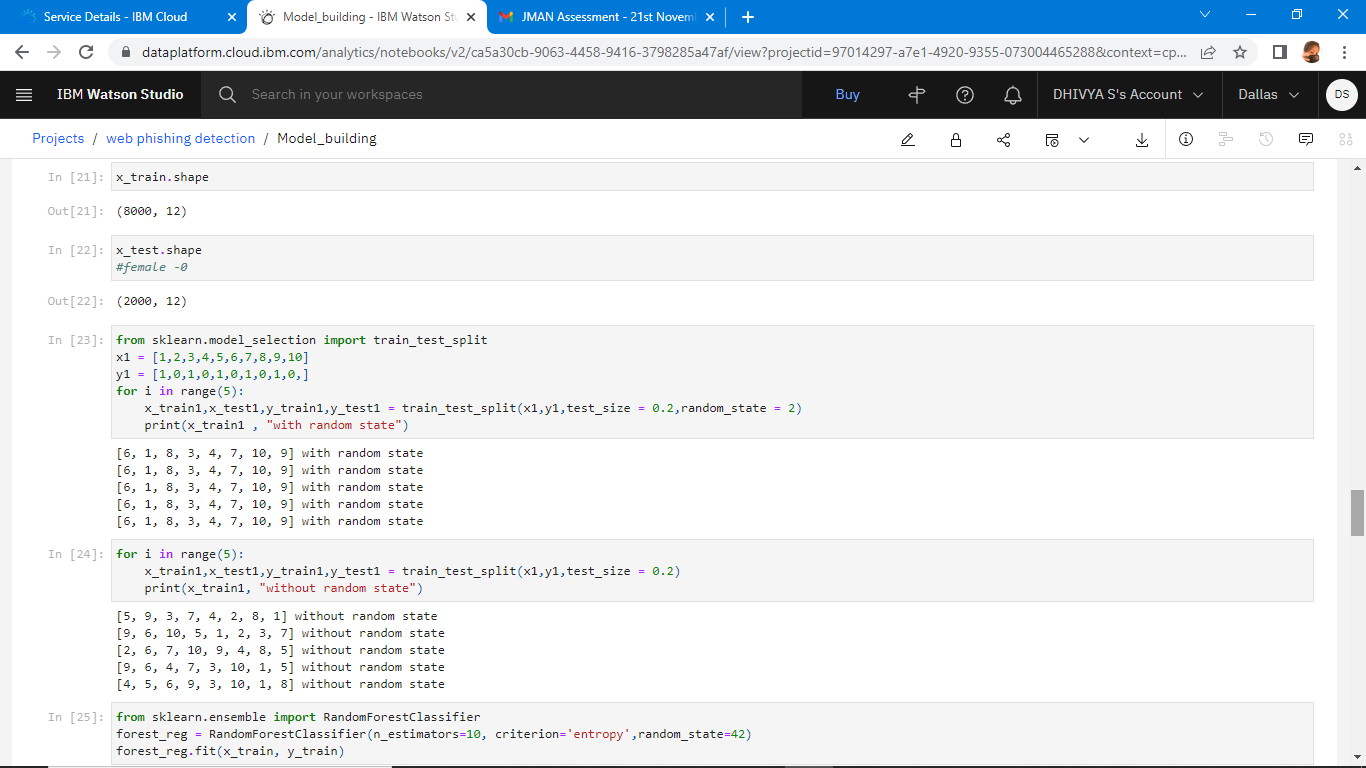 Service Details - IBM Cloud
Model_building - IBM Watson Stu
JMAN Assessment - 21st Novem
dataplatform.cloud.ibm.com/analytics/notebooks/v2/ca5a30cb-9063-4458-9416-3798285a47af/view?projectid=97014297-a7e1-4920-9355-073004465288&context=cp...
IBM Watson Studio
Search in your workspaces
Buy
DHIVYA S's Account
Dallas
DS
Projects / web phishing detection / Model_building
In [21]: x_train.shape
Out[21]: (8000, 12)
In [22]: x_test.shape
#female -0
Out[22]: (2000, 12)
In [23]: from sklearn.model_selection import train_test_split
x1 = [1,2,3,4,5,6,7,8,9,10]
y1 = [1,0,1,0,1,0,1,0,1,0,]
for i in range(5):
    x_train1,x_test1,y_train1,y_test1 = train_test_split(x1,y1,test_size = 0.2,random_state = 2)
    print(x_train1 , "with random state")
[6, 1, 8, 3, 4, 7, 10, 9] with random state
[6, 1, 8, 3, 4, 7, 10, 9] with random state
[6, 1, 8, 3, 4, 7, 10, 9] with random state
[6, 1, 8, 3, 4, 7, 10, 9] with random state
[6, 1, 8, 3, 4, 7, 10, 9] with random state
In [24]: for i in range(5):
    x_train1,x_test1,y_train1,y_test1 = train_test_split(x1,y1,test_size = 0.2)
    print(x_train1, "without random state")
[5, 9, 3, 7, 4, 2, 8, 1] without random state
[9, 6, 10, 5, 1, 2, 3, 7] without random state
[2, 6, 7, 10, 9, 4, 8, 5] without random state
[9, 6, 4, 7, 3, 10, 1, 5] without random state
[4, 5, 6, 9, 3, 10, 1, 8] without random state
In [25]: from sklearn.ensemble import RandomForestClassifier
forest_reg = RandomForestClassifier(n_estimators=10, criterion='entropy',random_state=42)
forest_reg.fit(x_train, y_train)